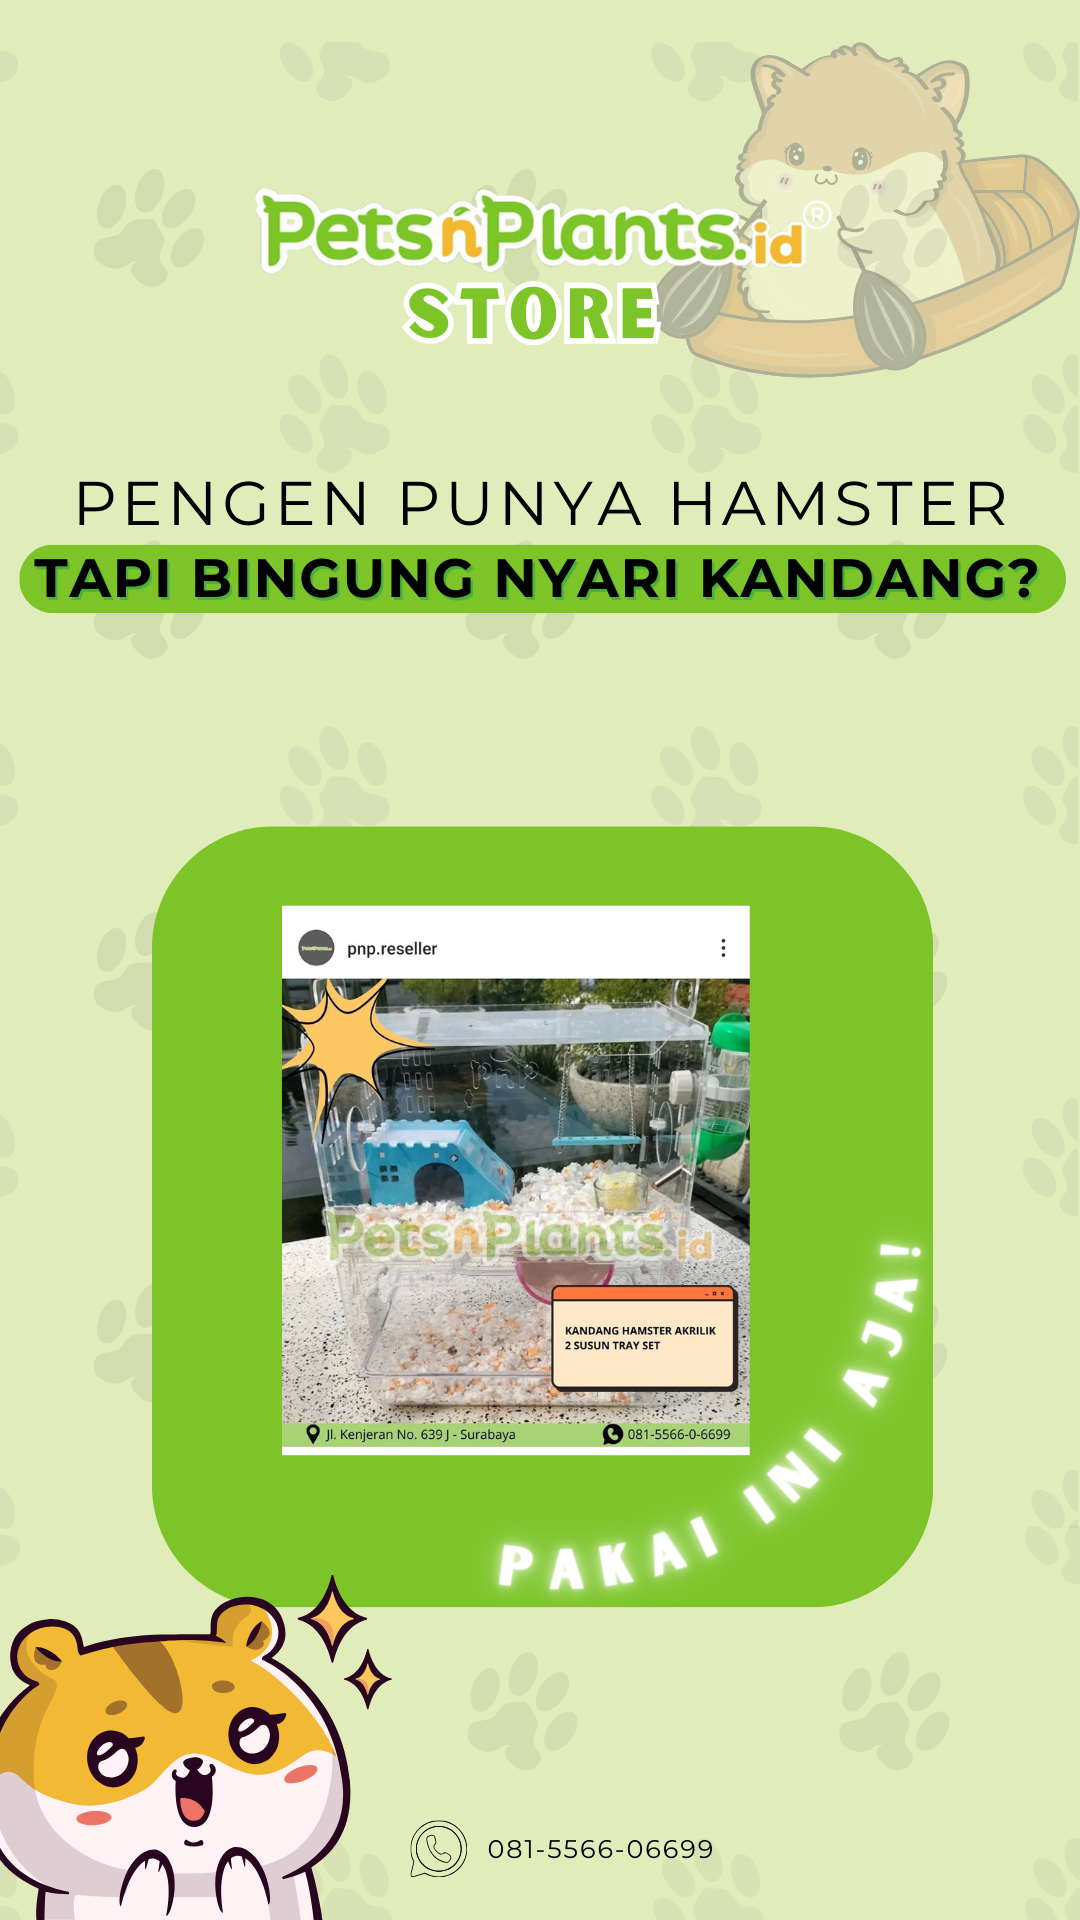 PetsnPlants.id®
STORE
PENGEN PUNYA HAMSTER
TAPI BINGUNG NYARI KANDANG?
pnp.reseller
PetsnPlants.id
KANDANG HAMSTER AKRILIK
2 SUSUN TRAY SET
Jl. Kenjeran No. 639 J - Surabaya
081-5566-0-6699
PAKAI INI AJA!
081-5566-06699